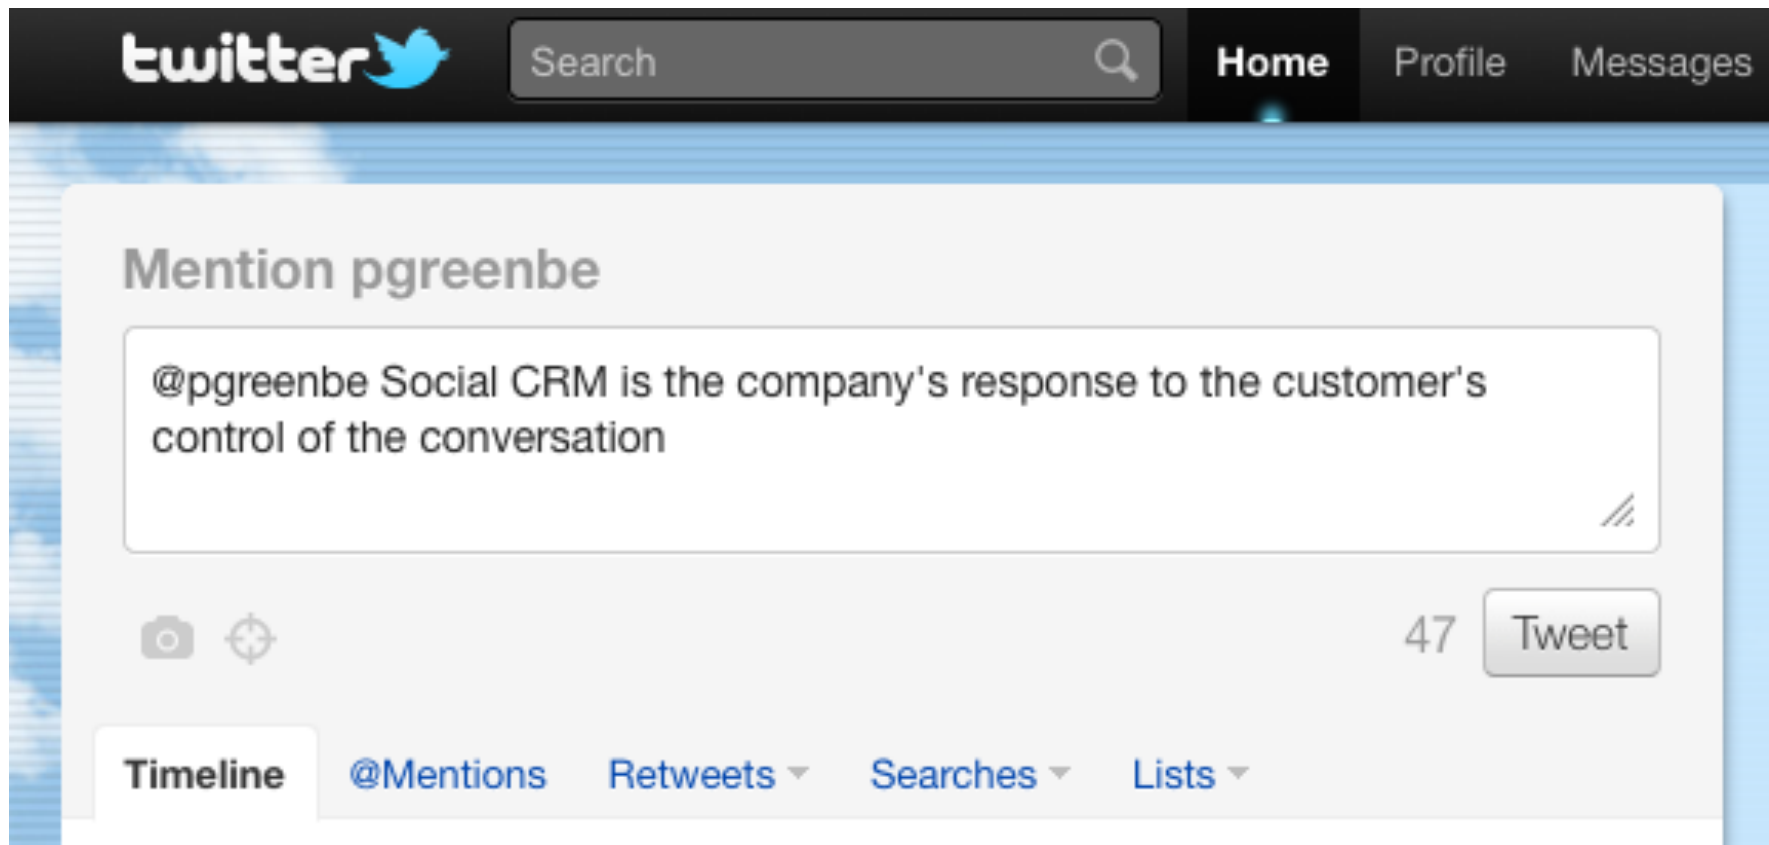 twitter Search Home Profile Messages
Mention pgreenbe
@pgreenbe Social CRM is the company's response to the customer's
control of the conversation
47 Tweet
Timeline @Mentions Retweets Searches Lists